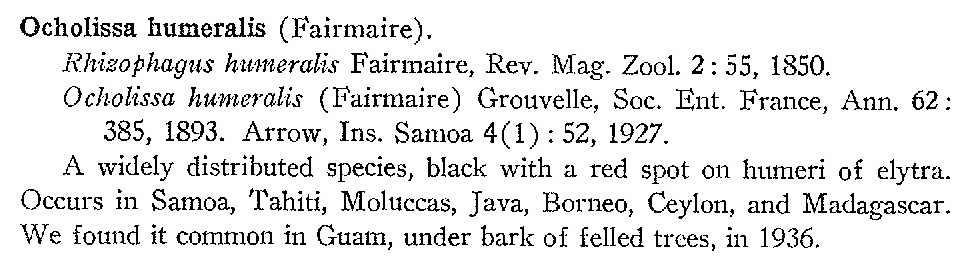 Ocholissa humeralis (Fairmaire).
Rhizophagus humeralis Fairmaire, Rev. Mag. Zool. 2 : 55, 1850.
Ocholissa humeralis (Fairmaire) Grouvelle, Soc. Ent. France, Ann. 62 :
385, 1893. Arrow, Ins. Samoa 4(1) : 52, 1927.
A widely distributed species, black with a red spot on humeri of elytra.
Occurs in Samoa, Tahiti, Moluccas, Java, Borneo, Ceylon, and Madagascar.
We found it common in Guam, under bark of felled trees, in 1936.